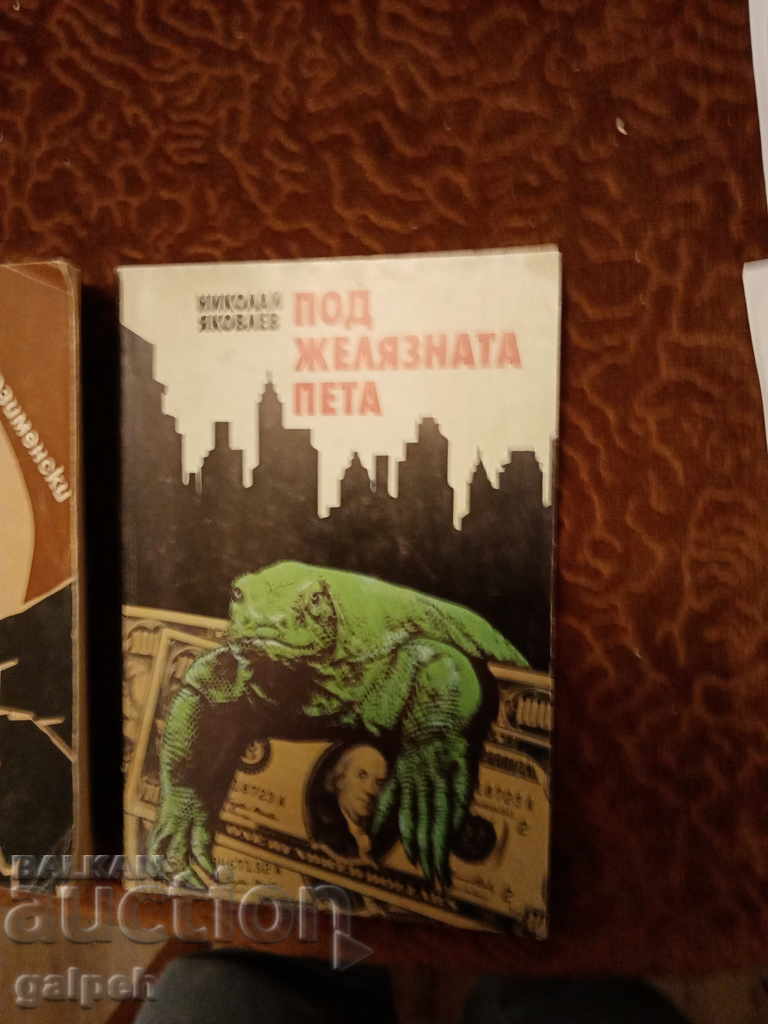 НИКОЛАЙ
ЯКОВЛЕВ
ПОД
ЖЕЛЯЗНАТА
ПЕТА
BALKAN
auction
galpeh